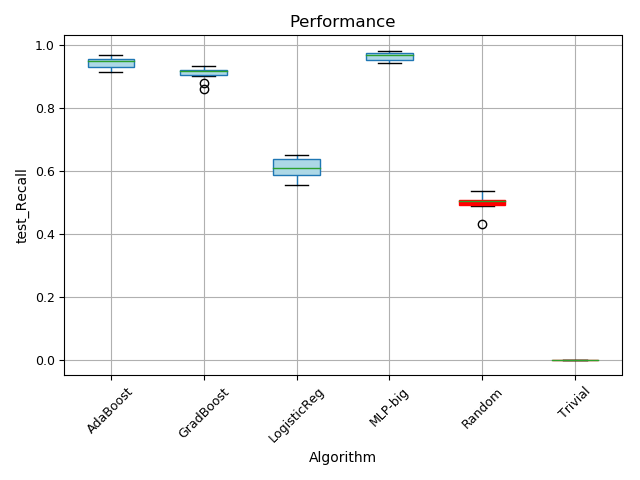 Performance
test_Recall
1.0
0.8
0.6
0.4
0.2
0.0
AdaBoost
GradBoost
LogisticReg
MLP-big
Random
Trivial
Algorithm